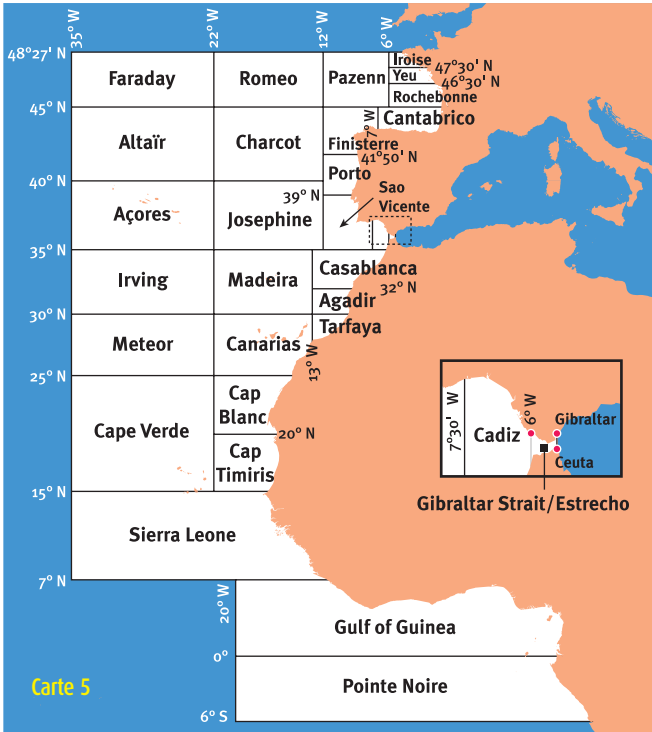 35° W
22° W
12° W
6° W
48°27' N
Faraday
Romeo
Pazenn
Iroise
47°30' N
Yeu
46°30' N
Rochebonne
45° N
7° W
Cantabrico
Altaïr
Charcot
Finisterre
41°50' N
Porto
40° N
39° N
Sao
Vicente
Açores
Josephine
35° N
Irving
Madeira
Casablanca
32° N
Agadir
30° N
Tarfaya
Meteor
Canarias
13° W
25° N
Cap
Blanc
Cape Verde
20° N
Cap
Timiris
15° N
7°30' W
Cadiz
6° W
Gibraltar
Ceuta
Gibraltar Strait/Estrecho
Sierra Leone
7° N
20° W
Gulf of Guinea
0°
Carte 5
Pointe Noire
6° S